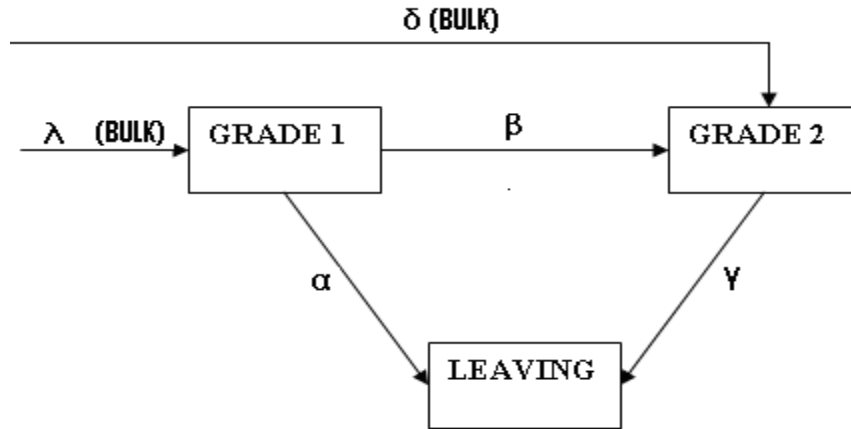 δ (BULK)
λ (BULK)
GRADE 1
β
GRADE 2
α
γ
LEAVING